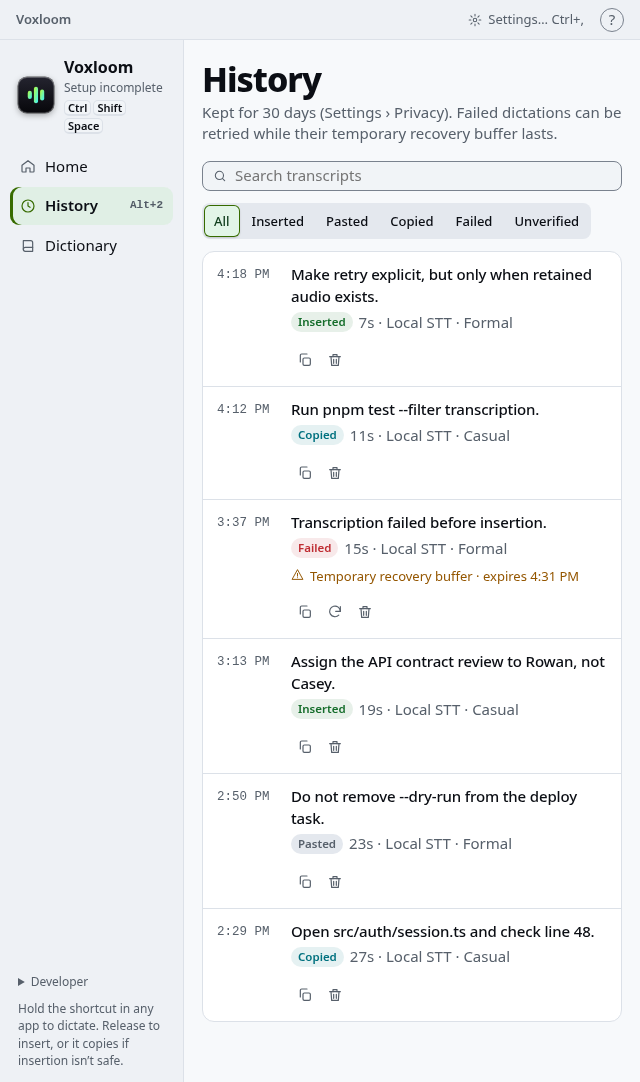 Voxloom
Settings... Ctrl+,
?
Voxloom
Setup incomplete
Ctrl Shift
Space
Home
History Alt+2
Dictionary
Developer
Hold the shortcut in any
app to dictate. Release to
insert, or it copies if
insertion isn’t safe.
History
Kept for 30 days (Settings › Privacy). Failed dictations can be
retried while their temporary recovery buffer lasts.
Search transcripts
All Inserted Pasted Copied Failed Unverified
4:18 PM
Make retry explicit, but only when retained
audio exists.
Inserted 7s · Local STT · Formal
4:12 PM
Run pnpm test --filter transcription.
Copied 11s · Local STT · Casual
3:37 PM
Transcription failed before insertion.
Failed 15s · Local STT · Formal
Temporary recovery buffer · expires 4:31 PM
3:13 PM
Assign the API contract review to Rowan, not
Casey.
Inserted 19s · Local STT · Casual
2:50 PM
Do not remove --dry-run from the deploy
task.
Pasted 23s · Local STT · Formal
2:29 PM
Open src/auth/session.ts and check line 48.
Copied 27s · Local STT · Casual